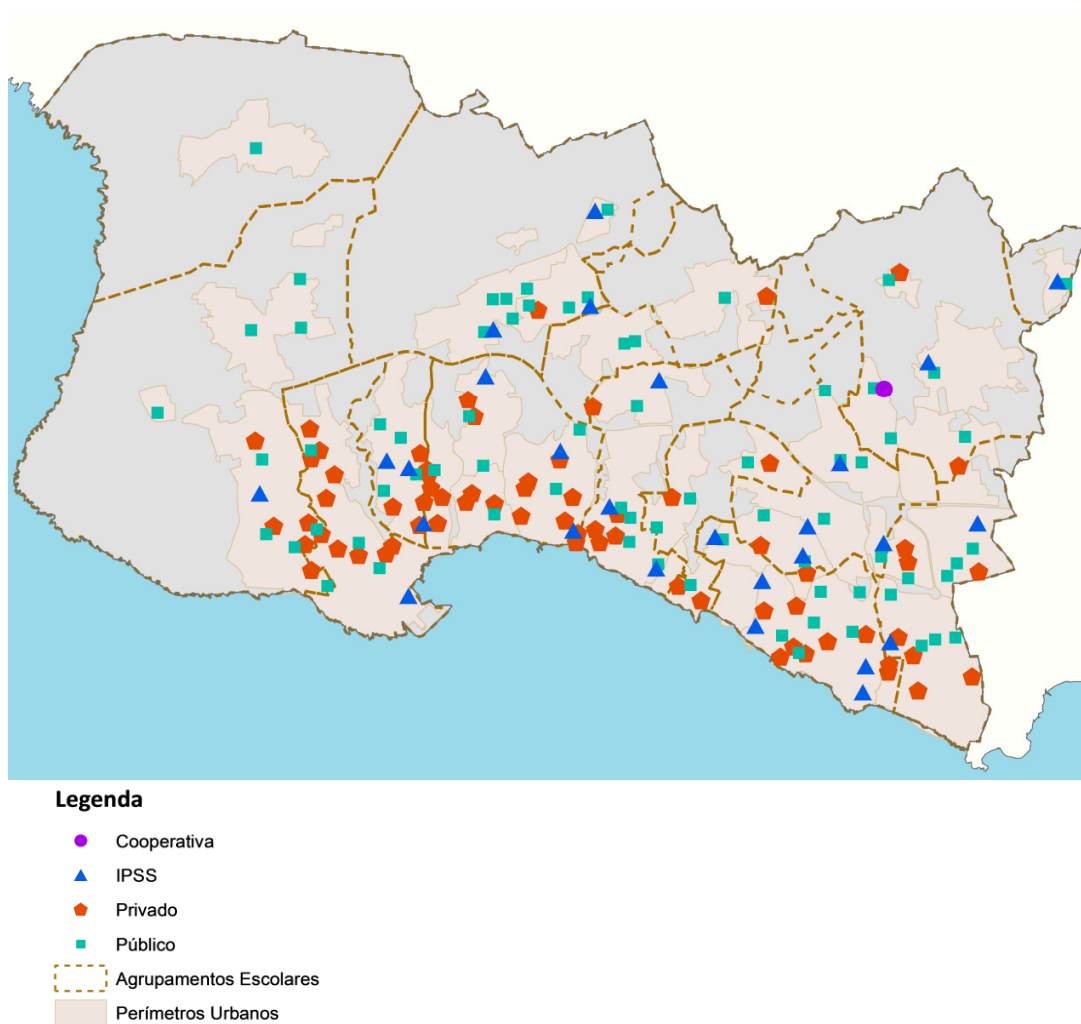 Legenda
Cooperativa
IPSS
Privado
Público
Agrupamentos Escolares
Perímetros Urbanos